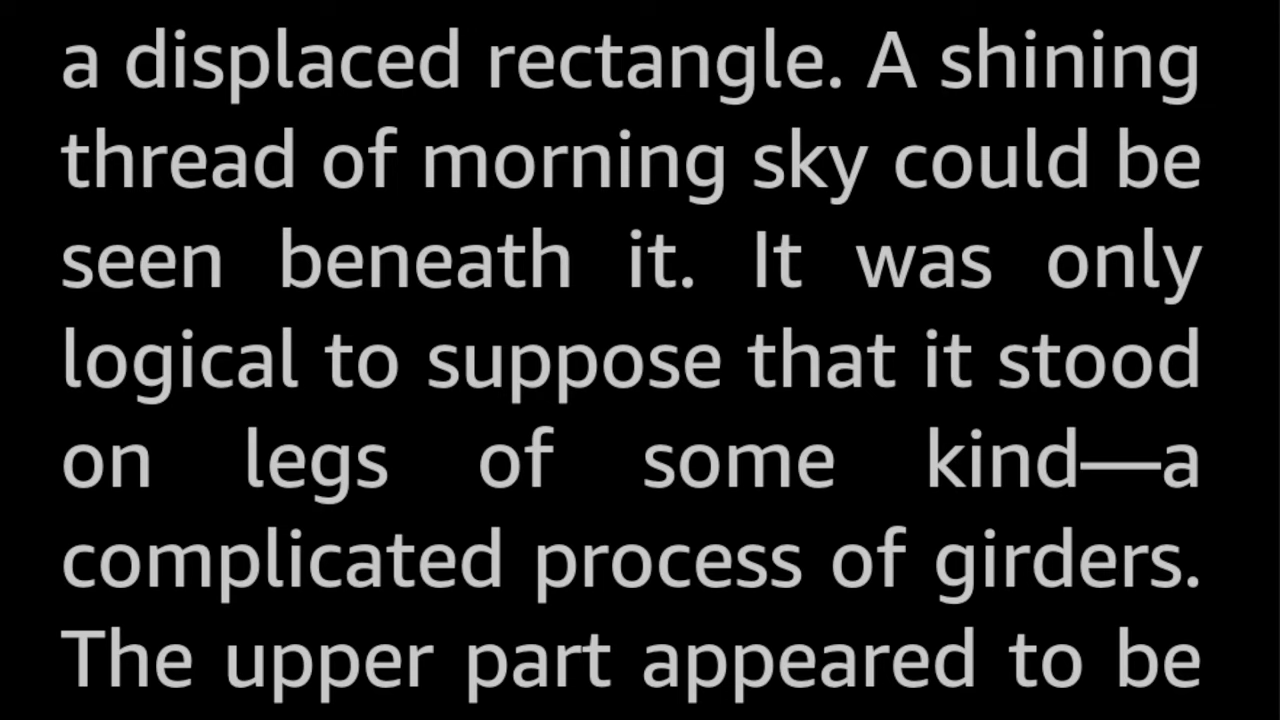 a displaced rectangle. A shining
thread of morning sky could be
seen beneath it. It was only
logical to suppose that it stood
on legs of some kind—a
complicated process of girders.
The upper part appeared to be